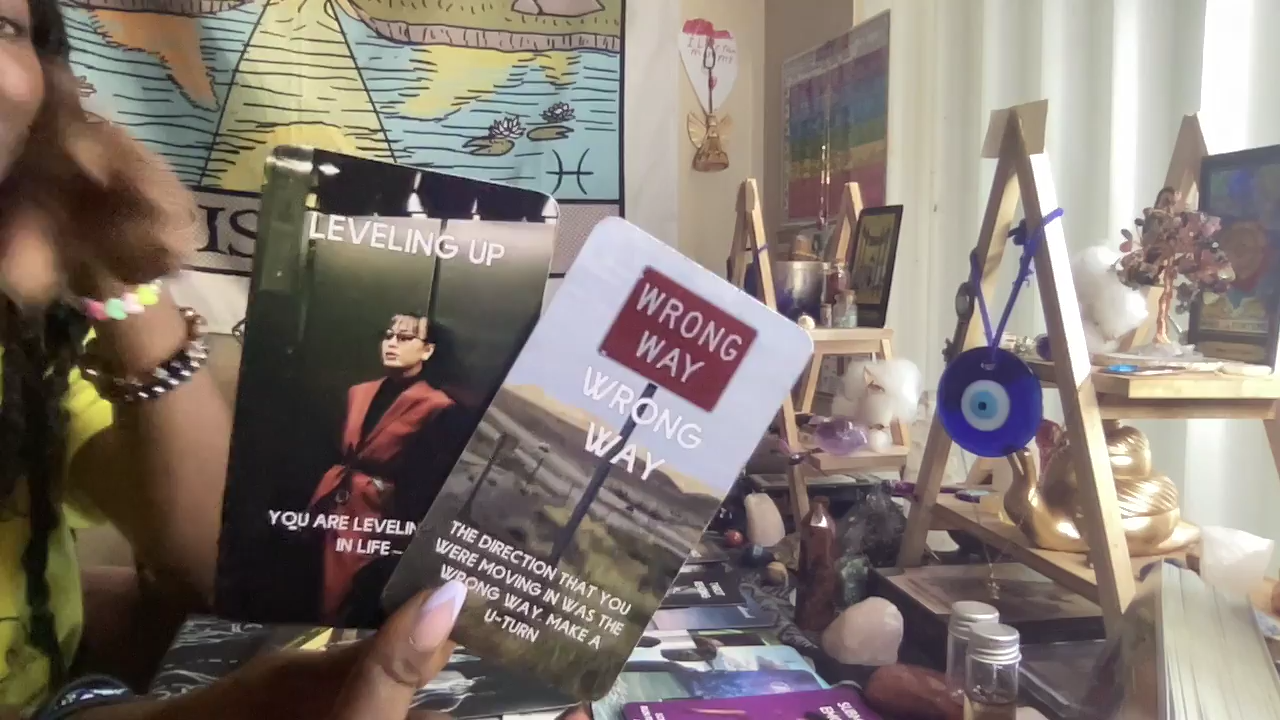 LEVELING UP
YOU ARE LEVELIN
IN LIFE-
WRONG
WAY
WRONG
WAY
THE DIRECTION THAT YOU
WERE MOVING IN WAS THE
WRONG WAY. MAKE A
U-TURN
IS